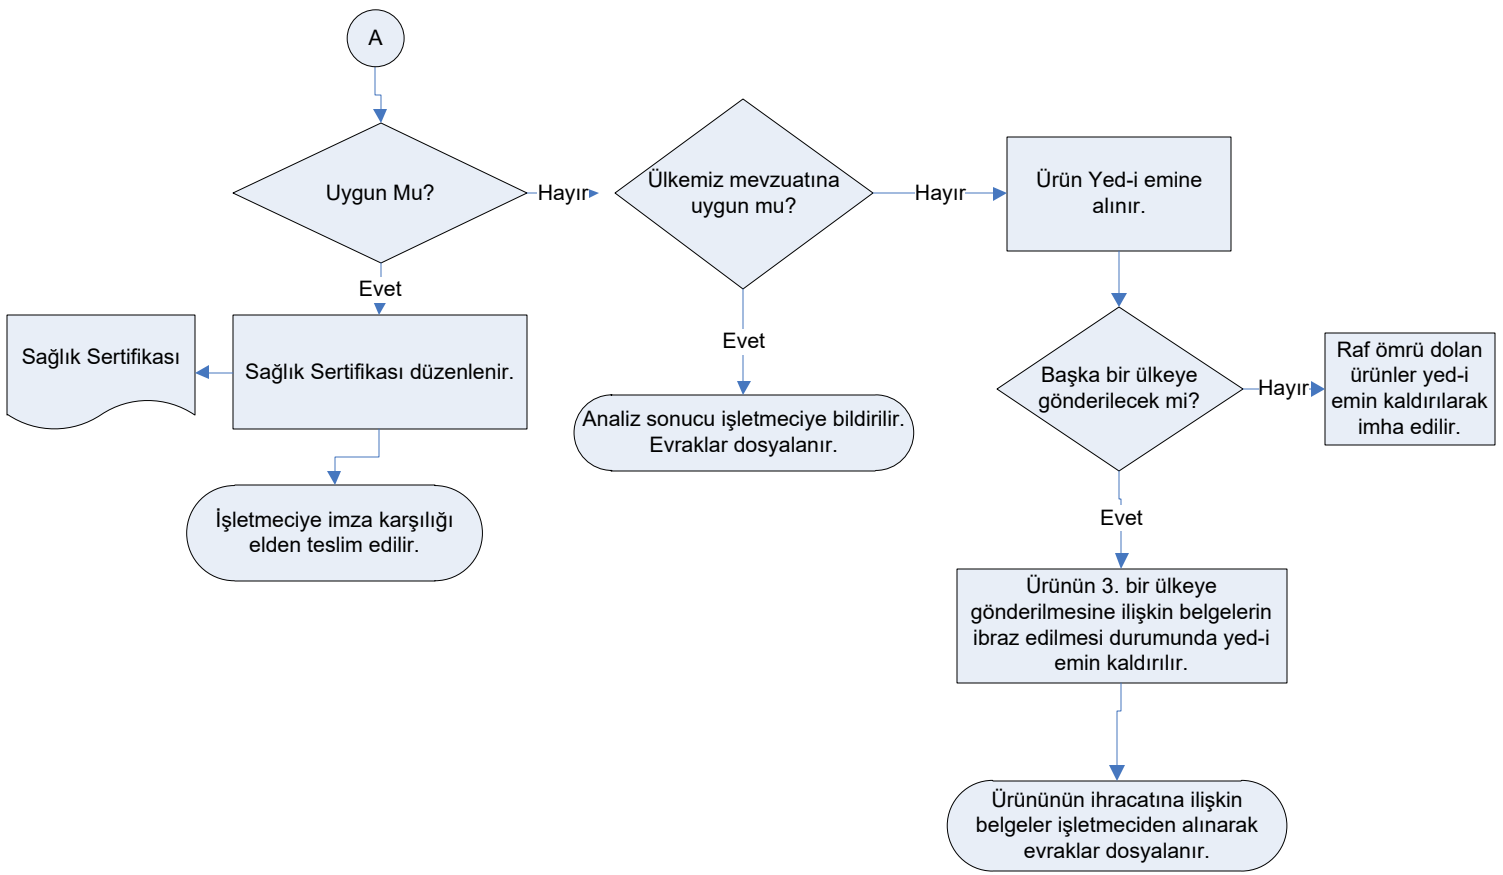 A
Uygun Mu?
Hayır
Ülkemiz mevzuatına
uygun mu?
Hayır
Ürün Yed-i emine
alınır.
Evet
Sağlık Sertifikası
Sağlık Sertifikası düzenlenir.
İşletmeciye imza karşılığı
elden teslim edilir.
Evet
Analiz sonucu işletmeciye bildirilir.
Evraklar dosyalanır.
Başka bir ülkeye
gönderilecek mi?
Hayır
Raf ömrü dolan
ürünler yed-i
emin kaldırılarak
imha edilir.
Evet
Ürünün 3. bir ülkeye
gönderilmesine ilişkin belgelerin
ibraz edilmesi durumunda yed-i
emin kaldırılır.
Ürününün ihracatına ilişkin
belgeler işletmeciden alınarak
evraklar dosyalanır.